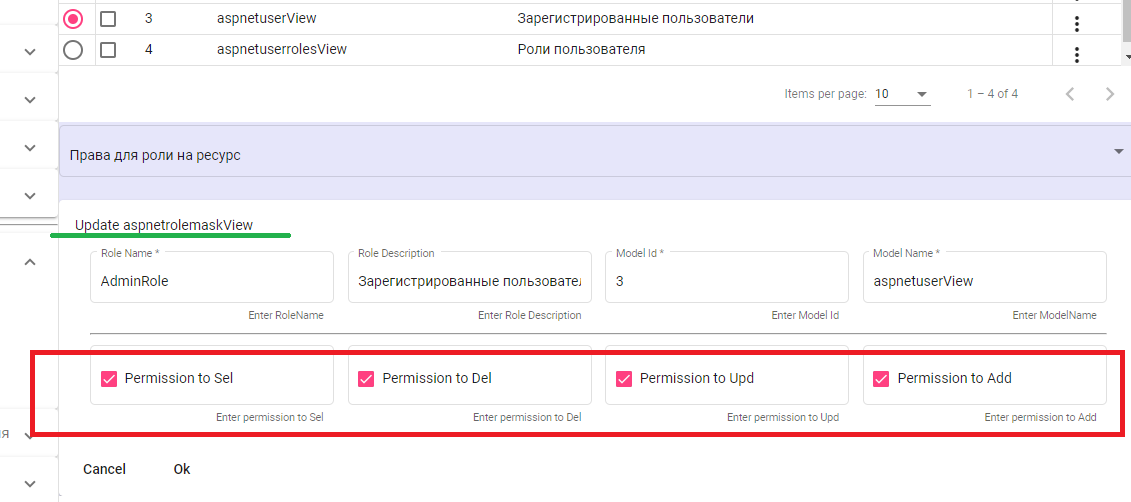 3 aspnetuserView Зарегистрированные пользователи
4 aspnetuserrolesView Роли пользователя
Items per page: 10 1 – 4 of 4
Права для роли на ресурс
Update aspnetrolemaskView
Role Name * Role Description Model Id * Model Name *
AdminRole Зарегистрированные пользовател 3 aspnetuserView
Enter RoleName Enter Role Description Enter Model Id Enter ModelName
Permission to Sel Permission to Del Permission to Upd Permission to Add
Enter permission to Sel Enter permission to Del Enter permission to Upd Enter permission to Add
я
Cancel Ok